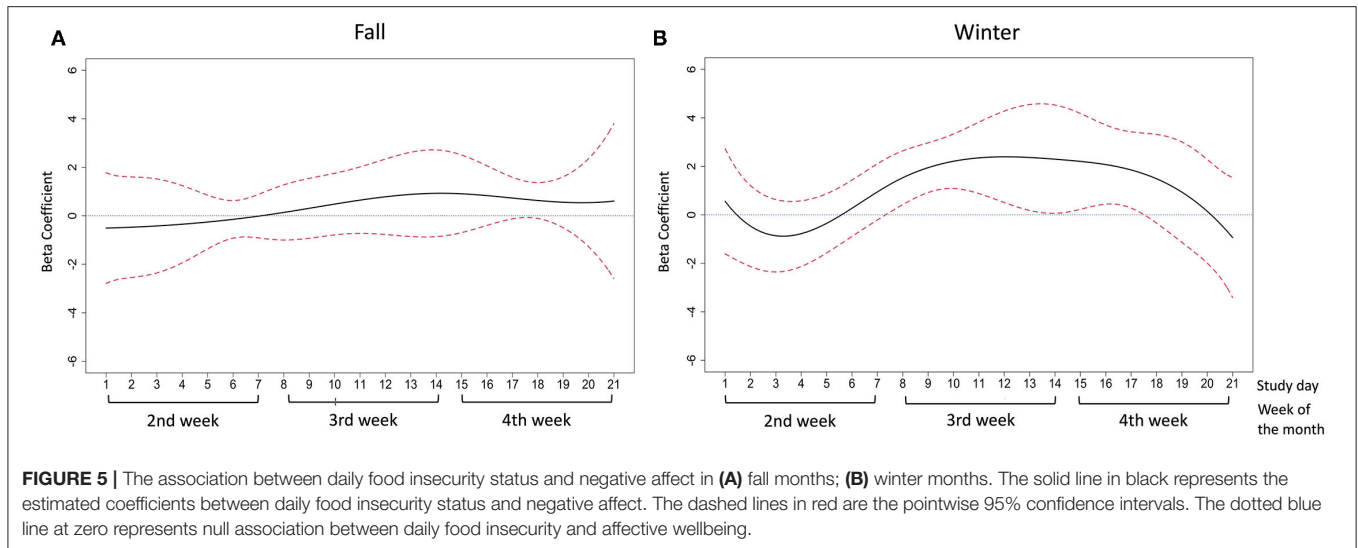 A Fall
B Winter
Beta Coefficient
6
4
2
0
-2
-4
-6
1 2 3 4 5 6 7 8 9 10 11 12 13 14 15 16 17 18 19 20 21
2nd week 3rd week 4th week
Beta Coefficient
6
4
2
0
-2
-4
-6
1 2 3 4 5 6 7 8 9 10 11 12 13 14 15 16 17 18 19 20 21
Study day
2nd week 3rd week 4th week
Week of
the month
FIGURE 5 | The association between daily food insecurity status and negative affect in (A) fall months; (B) winter months. The solid line in black represents the
estimated coefficients between daily food insecurity status and negative affect. The dashed lines in red are the pointwise 95% confidence intervals. The dotted blue
line at zero represents null association between daily food insecurity and affective wellbeing.